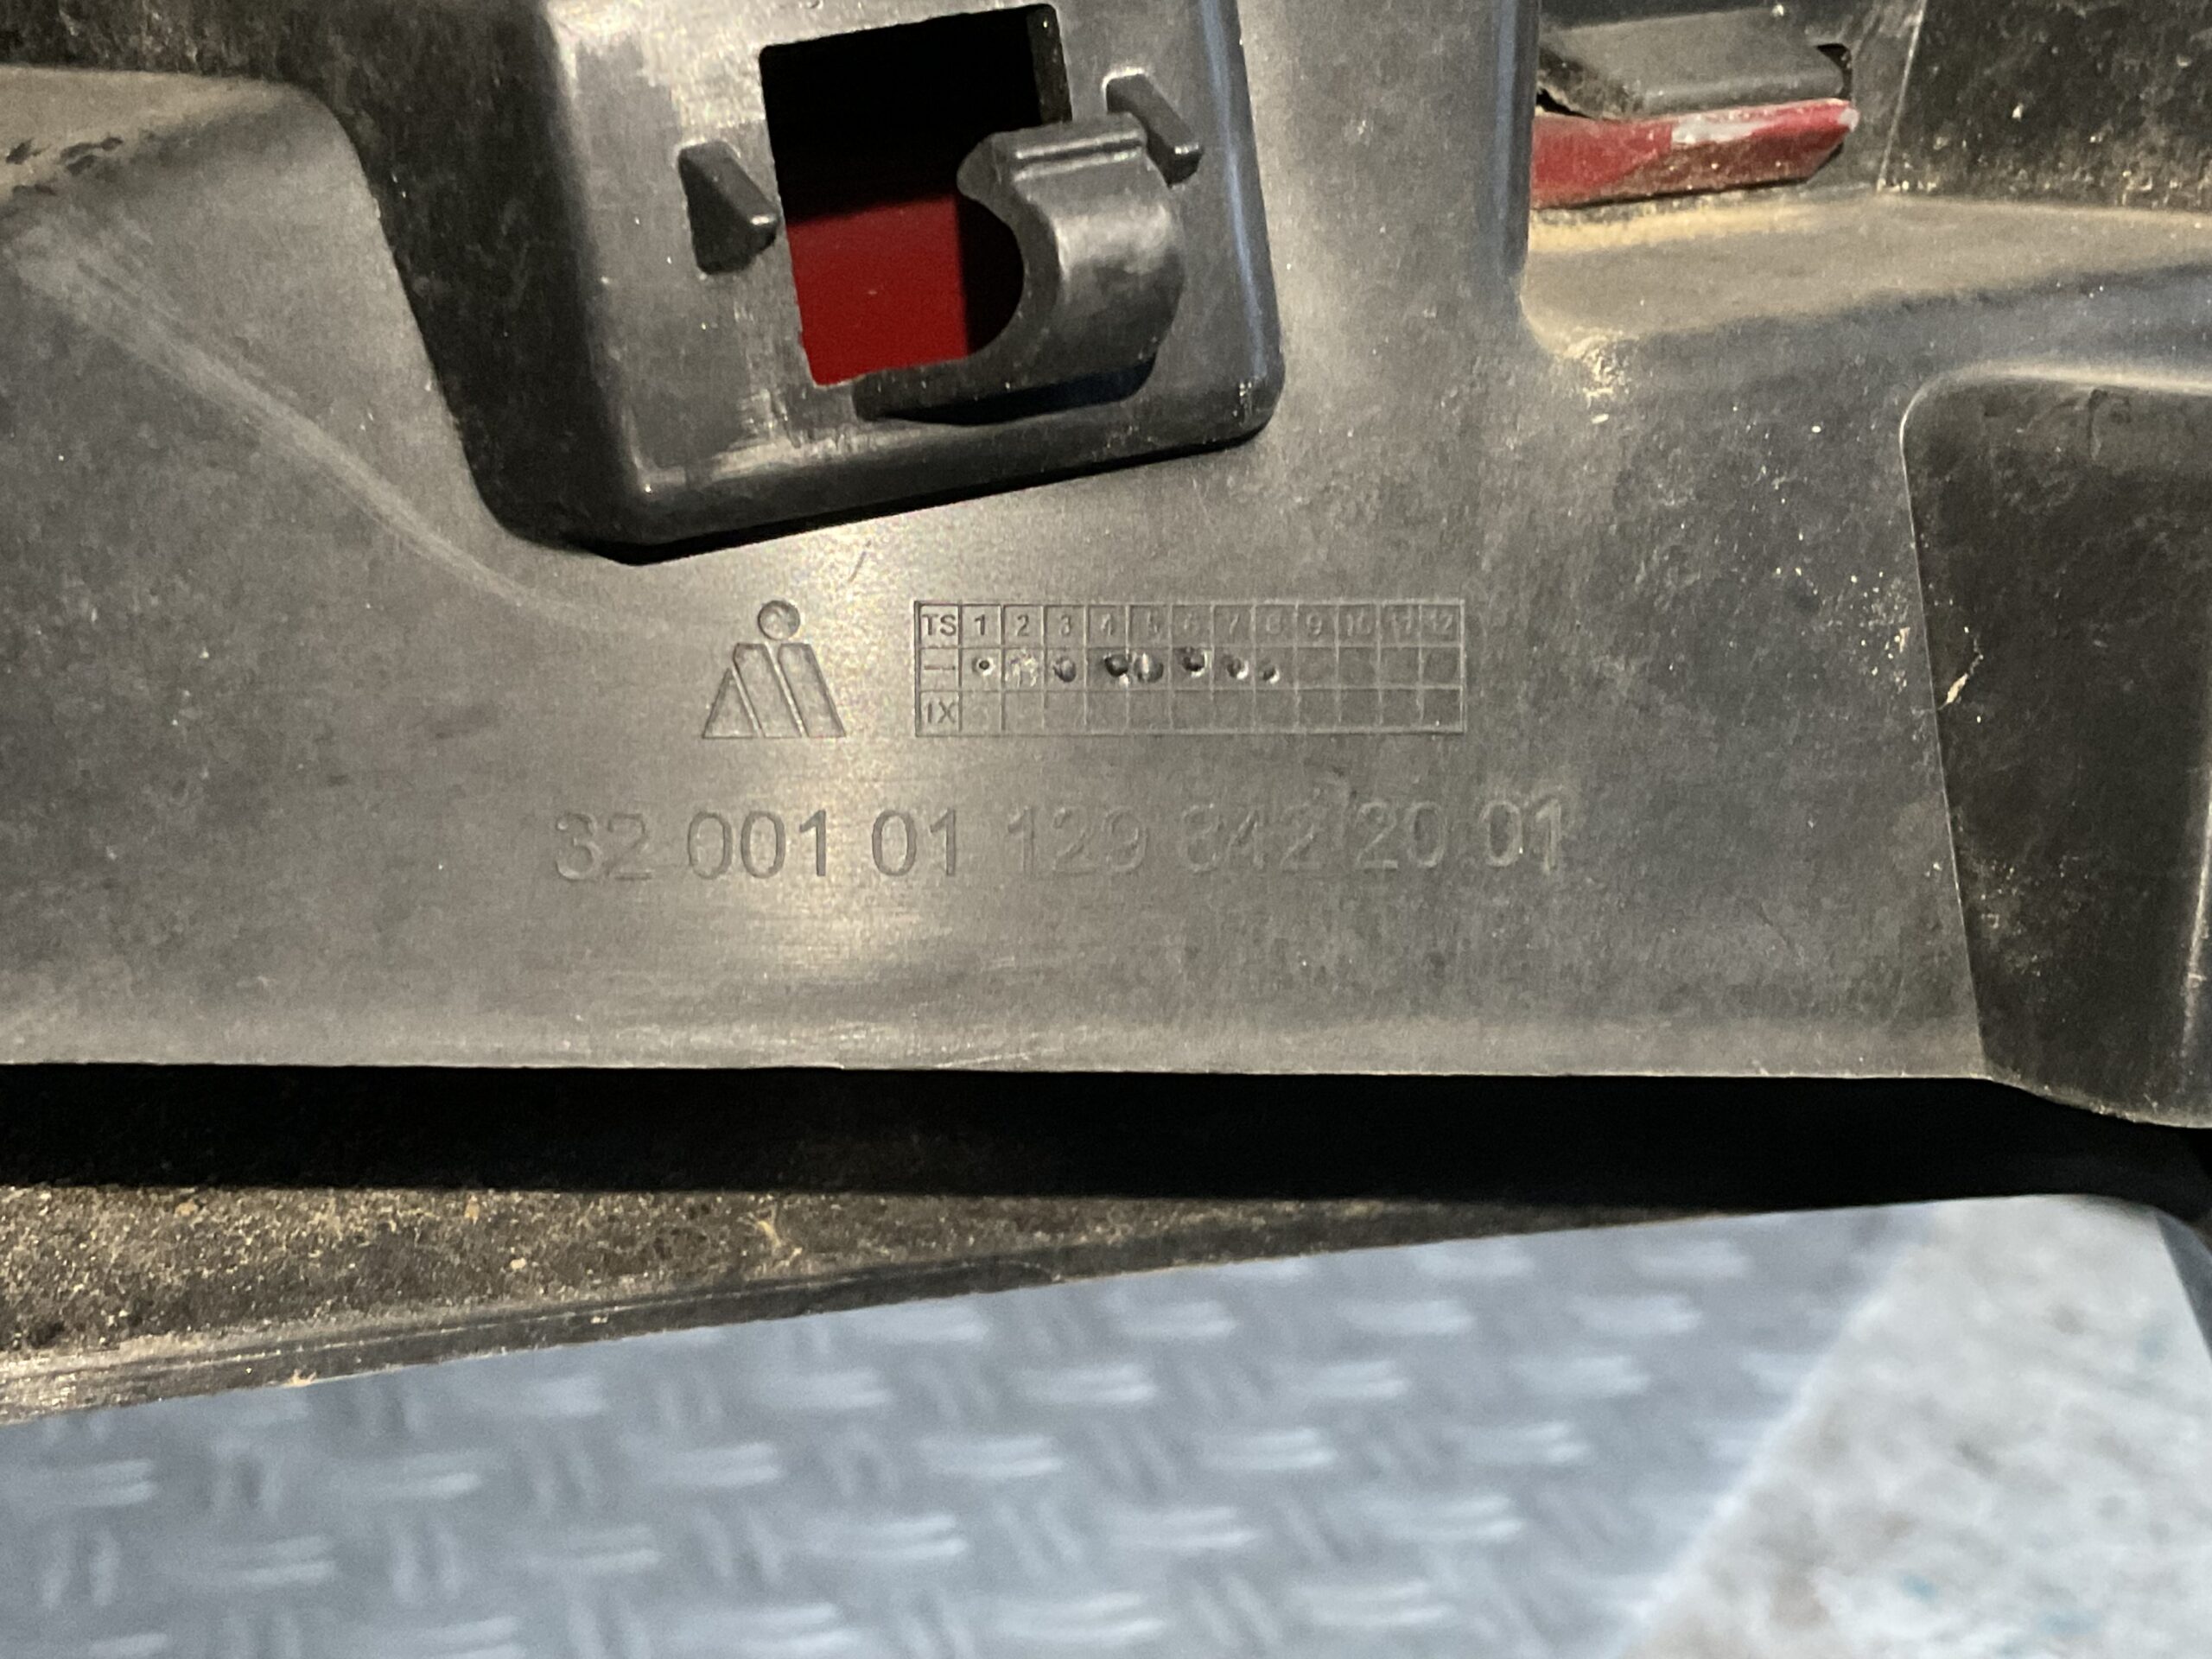 TS 1 2 3 4 5 6 7 8 9 10 11 12
—
1X
32 001 01 129 842 20 01